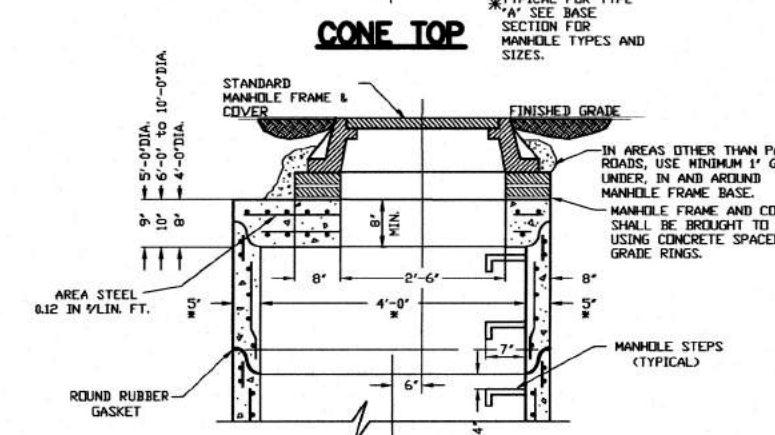 *TYPICAL FOR TYPE
"A" SEE BASE
SECTION FOR
MANHOLE TYPES AND
SIZES.
CONE TOP
STANDARD
MANHOLE FRAME &
COVER
FINISHED GRADE
5'-0"DIA.
6'-0" to 10'-0"DIA.
4'-0"DIA.
9"
10"
8"
IN AREAS OTHER THAN
ROADS, USE MINIMUM 1"
UNDER, IN AND AROUND
MANHOLE FRAME BASE.
MANHOLE FRAME AND
SHALL BE BROUGHT TO
USING CONCRETE
GRADE RINGS.
8"
MIN.
8"
2'-6"
8"
AREA STEEL
0.12 IN ²/LIN. FT.
5"
*
4'-0"
*
5"
*
7"
MANHOLE STEPS
(TYPICAL)
6"
ROUND RUBBER
GASKET